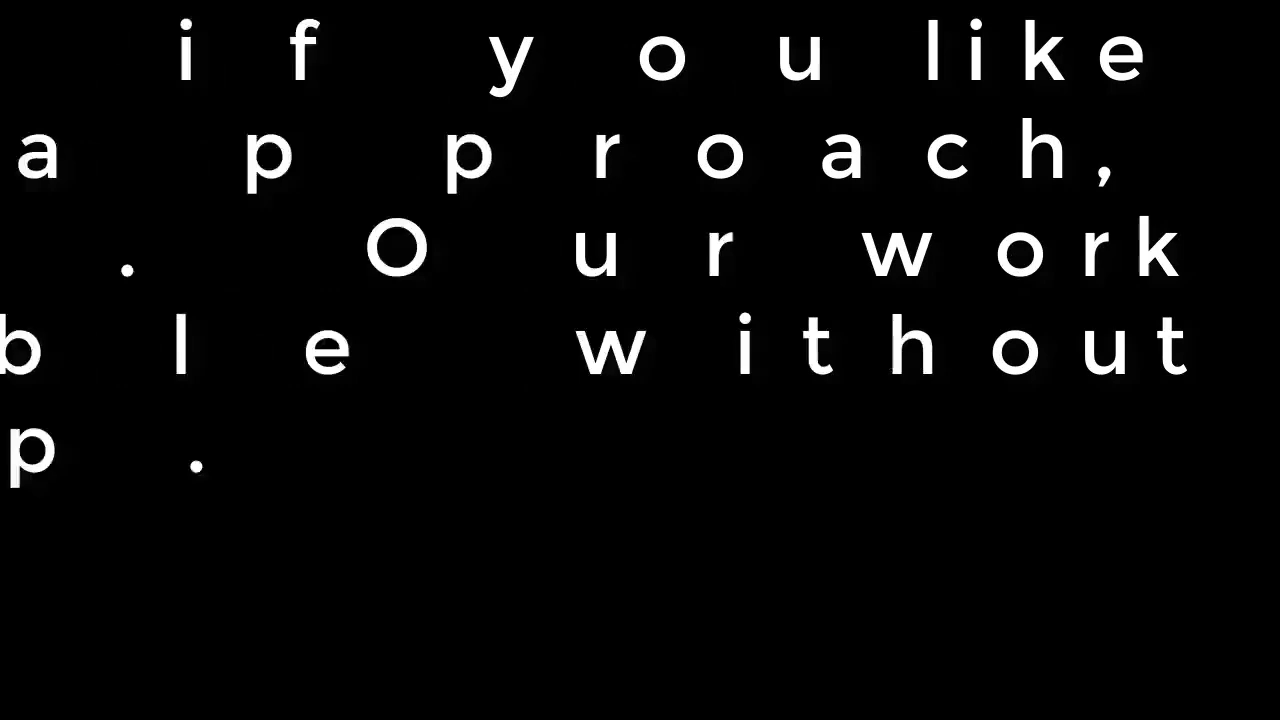 if you like
approach,
. Our work
ble without
p.